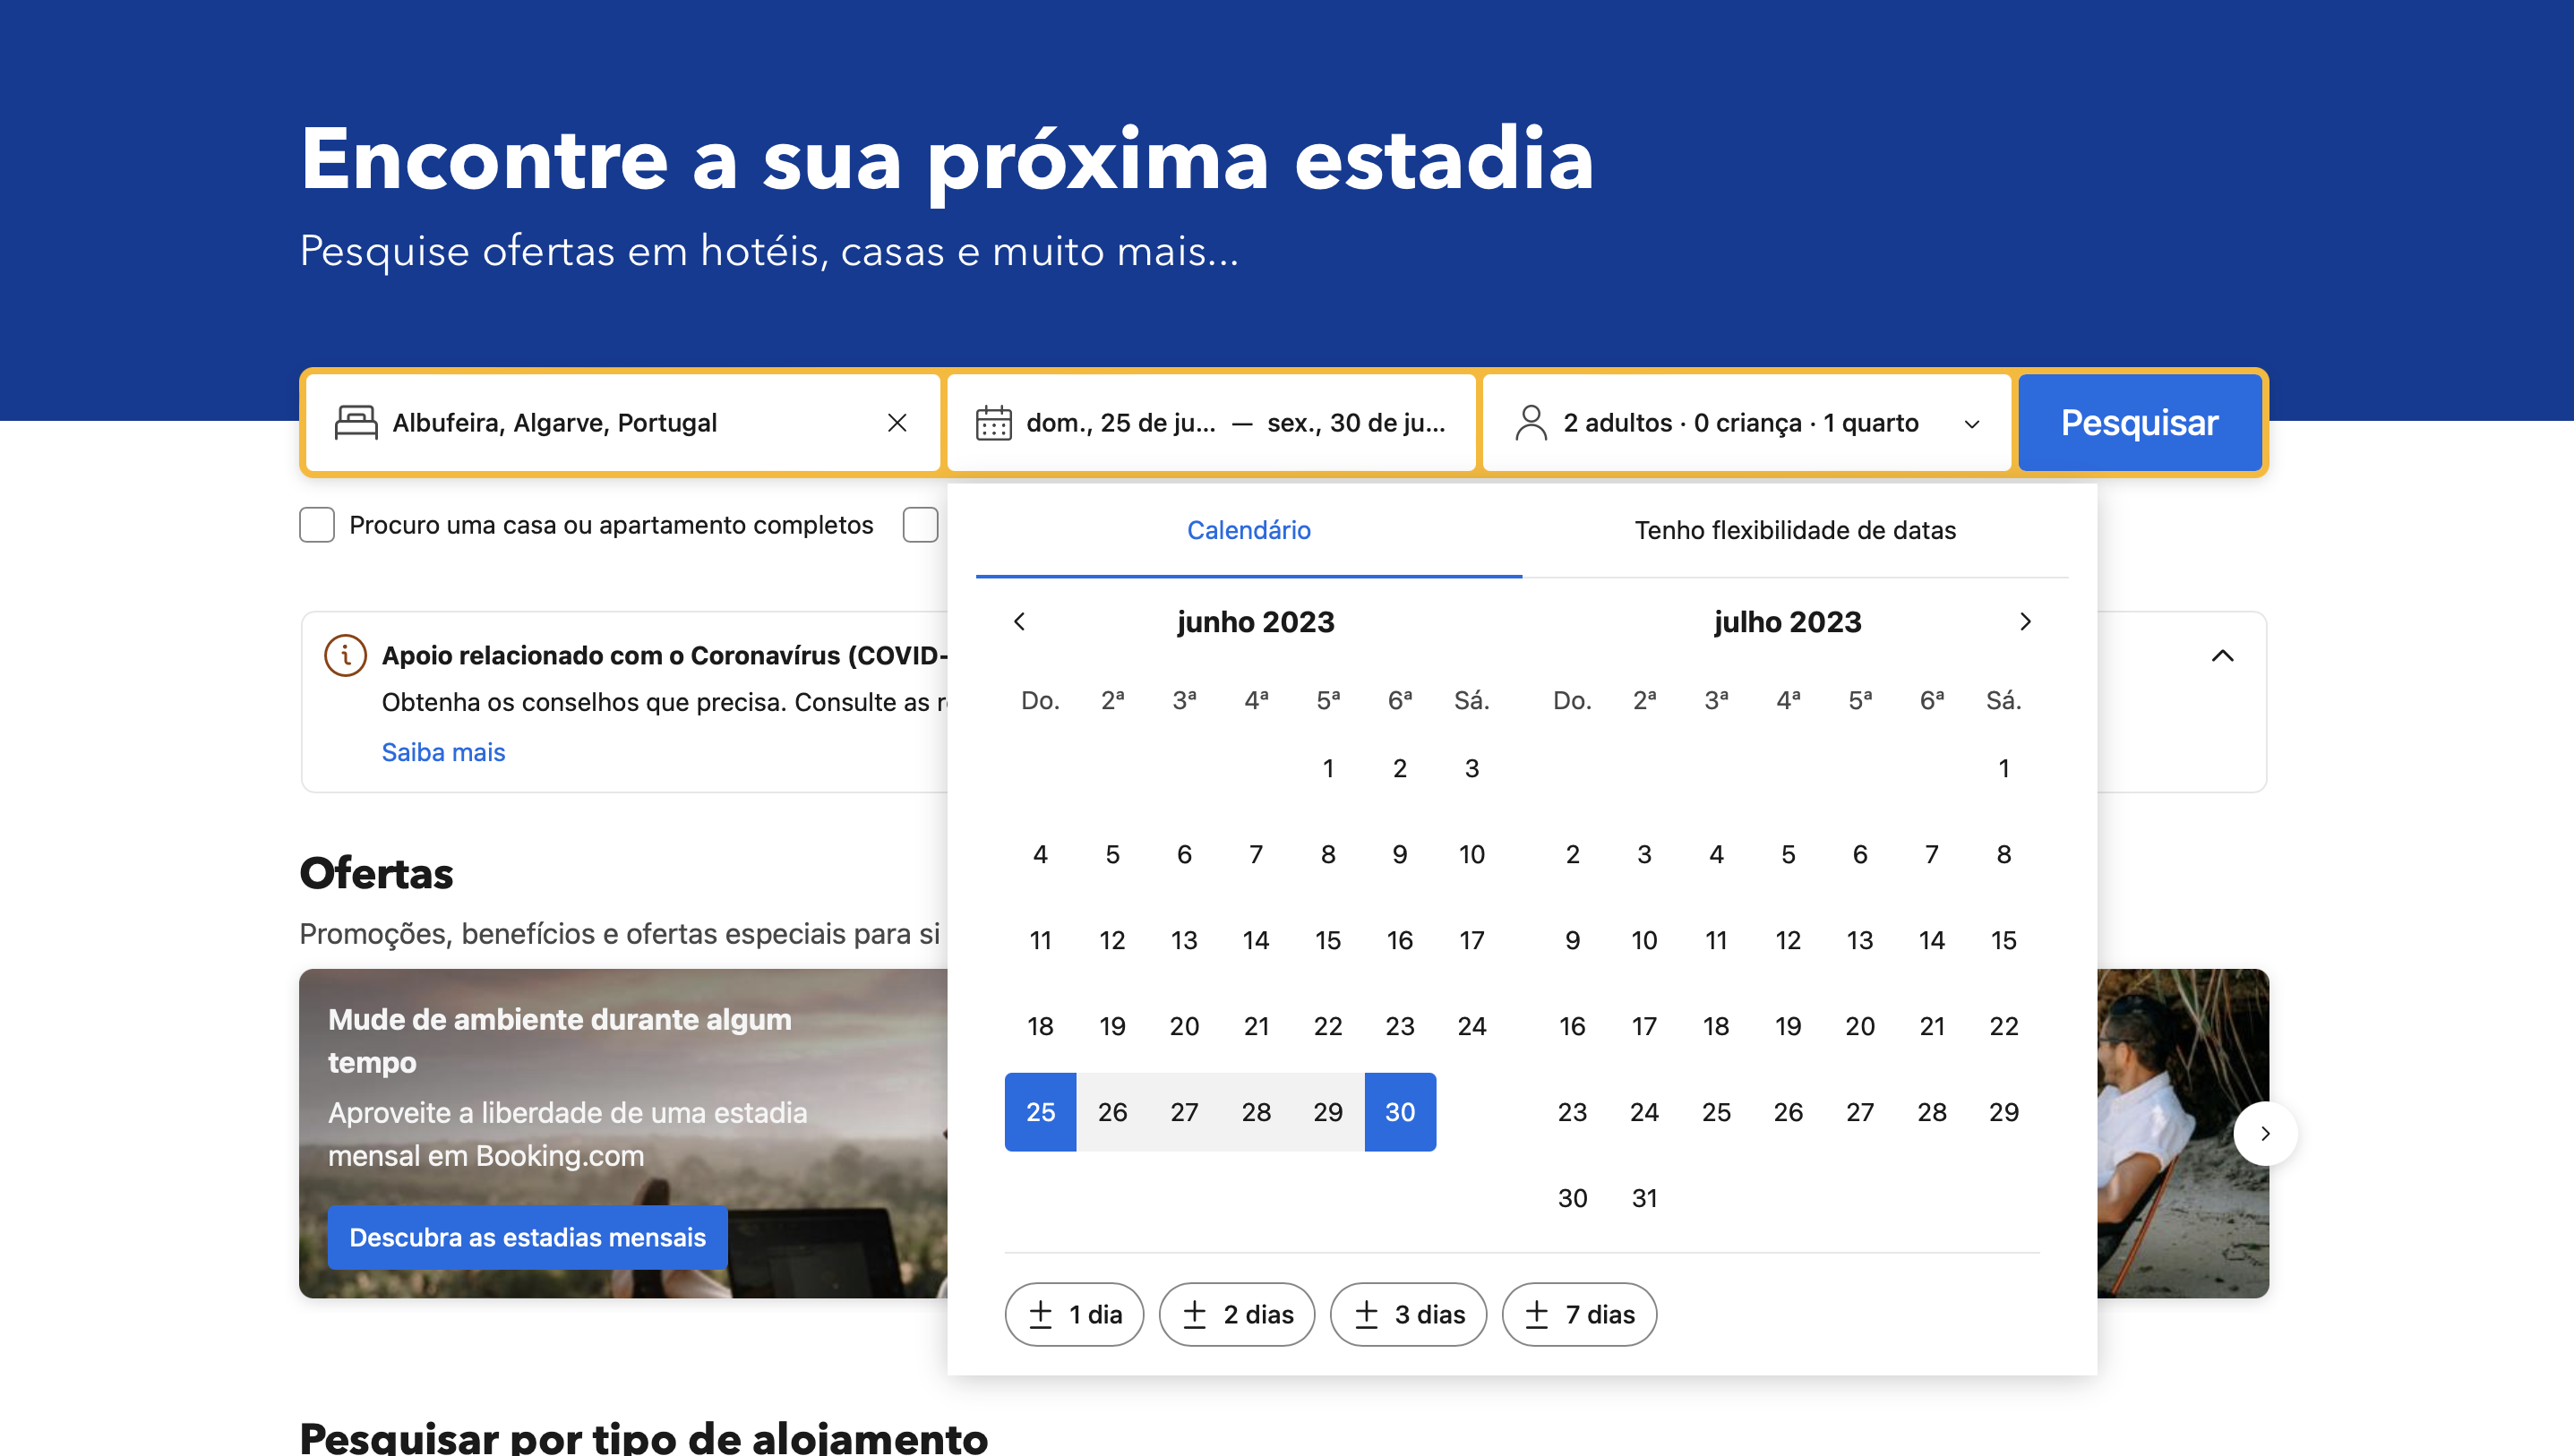 Encontre a sua próxima estadia
Pesquise ofertas em hotéis, casas e muito mais...
Albufeira, Algarve, Portugal
dom., 25 de ju... — sex., 30 de ju...
2 adultos · 0 criança · 1 quarto
Pesquisar
Procuro uma casa ou apartamento completos
Calendário
Tenho flexibilidade de datas
junho 2023
Do. 2ª 3ª 4ª 5ª 6ª Sá.
1 2 3
4 5 6 7 8 9 10
11 12 13 14 15 16 17
18 19 20 21 22 23 24
25 26 27 28 29 30
julho 2023
Do. 2ª 3ª 4ª 5ª 6ª Sá.
1
2 3 4 5 6 7 8
9 10 11 12 13 14 15
16 17 18 19 20 21 22
23 24 25 26 27 28 29
30 31
± 1 dia
± 2 dias
± 3 dias
± 7 dias
Apoio relacionado com o Coronavírus (COVID-
Obtenha os conselhos que precisa. Consulte as
Saiba mais
Ofertas
Promoções, benefícios e ofertas especiais para si
Mude de ambiente durante algum
tempo
Aproveite a liberdade de uma estadia
mensal em Booking.com
Descubra as estadias mensais
Pesquisar por tipo de alojamento